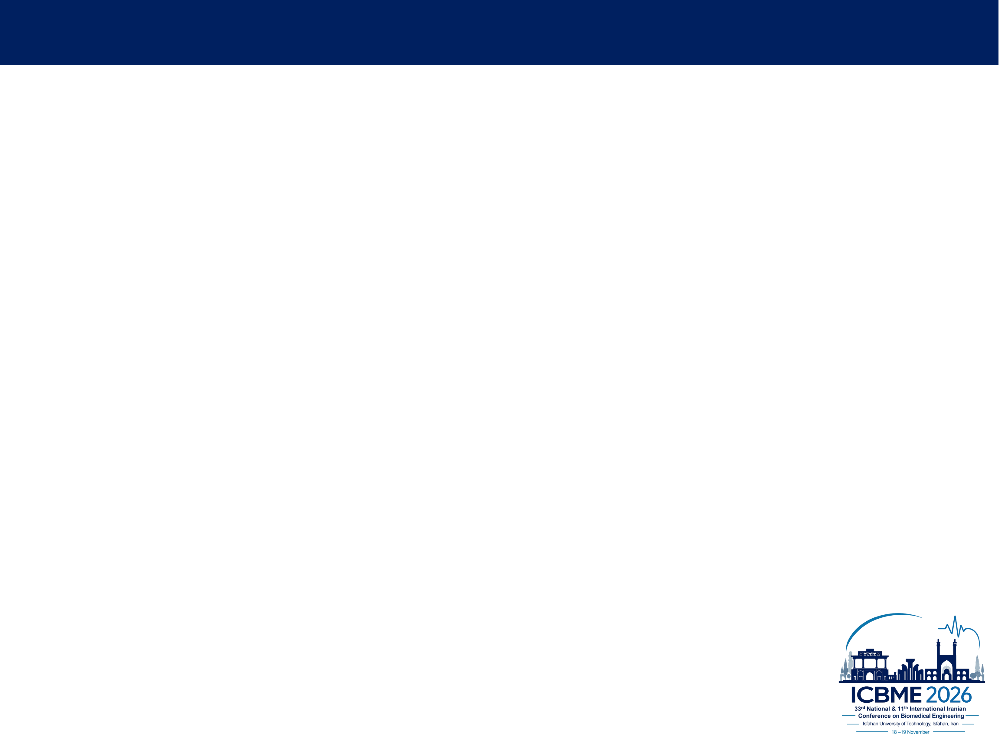 ICBME 2026
33rd National & 11th International Iranian
Conference on Biomedical Engineering
Isfahan University of Technology, Isfahan, Iran
18 –19 November